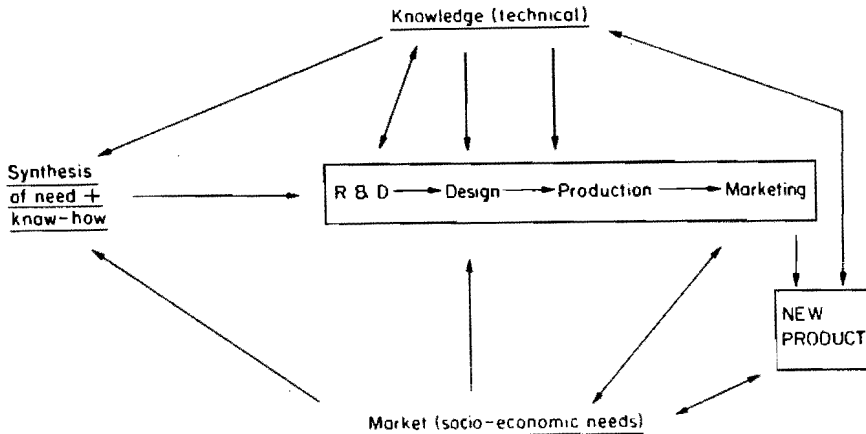 Knowledge (technical)
Synthesis
of need +
know-how
R & D Design Production Marketing
NEW
PRODUCT
Market (socio-economic needs)